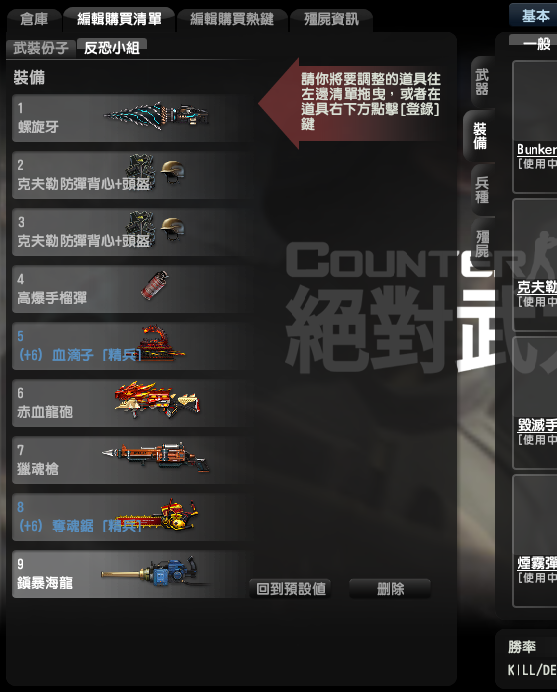 倉庫
編輯購買清單
編輯購買熱鍵
殭屍資訊
基本
武裝份子
反恐小組
一般
裝備
請你將要調整的道具往
左邊清單拖曳，或者在
道具右下方點擊[登錄]
鍵
武器
裝備
兵種
殭屍
1
螺旋牙
2
克夫勒防彈背心+頭盔
3
克夫勒防彈背心+頭盔
4
高爆手榴彈
5
(+6) 血滴子 [精兵]
6
赤血龍砲
7
獵魂槍
8
(+6) 奪魂鋸 [精兵]
9
鎮暴海龍
回到預設值
刪除
COUNTER
絕對武
Bunker
[使用中
克夫勒
[使用中
毀滅手
[使用中
煙霧彈
[使用中
勝率
KILL/DE